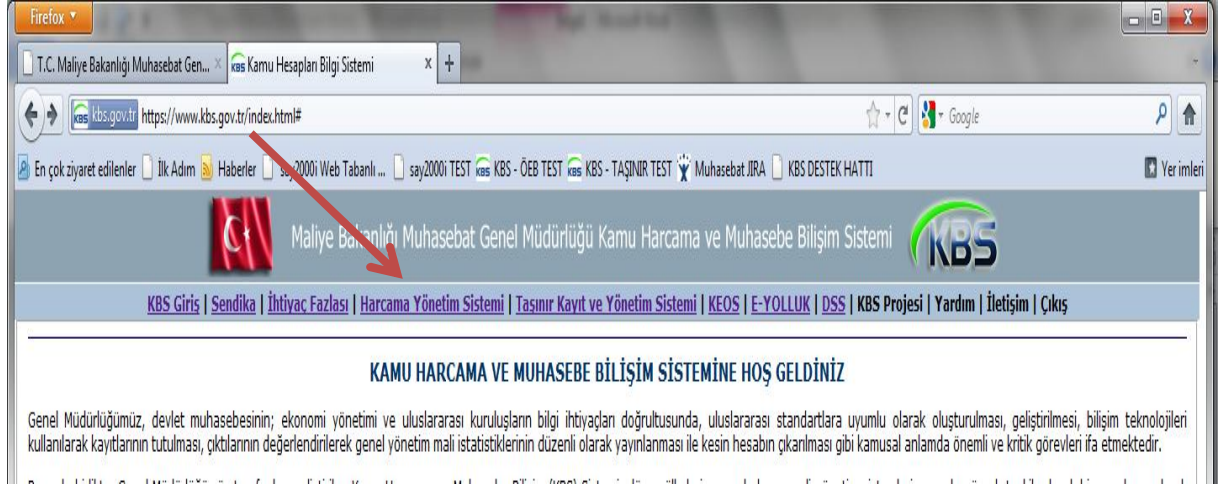 Firefox
T.C. Maliye Bakanlığı Muhasebat Gen... × KBS Kamu Hesapları Bilgi Sistemi x +
KBS kbs.gov.tr https://www.kbs.gov.tr/index.html# Google
En çok ziyaret edilenler İlk Adım Haberler say2000i Web Tabanlı ... say2000i TEST KBS KBS - ÖEB TEST KBS KBS - TAŞINIR TEST Muhasebat JIRA KBS DESTEK HATTI Yer imleri
Maliye Bakanlığı Muhasebat Genel Müdürlüğü Kamu Harcama ve Muhasebe Bilişim Sistemi KBS
KBS Giriş | Sendika | İhtiyaç Fazlası | Harcama Yönetim Sistemi | Taşınır Kayıt ve Yönetim Sistemi | KEOS | E-YOLLUK | DSS | KBS Projesi | Yardım | İletişim | Çıkış
KAMU HARCAMA VE MUHASEBE BİLİŞİM SİSTEMİNE HOŞ GELDİNİZ
Genel Müdürlüğümüz, devlet muhasebesinin; ekonomi yönetimi ve uluslararası kuruluşların bilgi ihtiyaçları doğrultusunda, uluslararası standartlara uyumlu olarak oluşturulması, geliştirilmesi, bilişim teknolojileri
kullanılarak kayıtlarının tutulması, çıktılarının değerlendirilerek genel yönetim mali istatistiklerinin düzenli olarak yayınlanması ile kesin hesabın çıkarılması gibi kamusal anlamda önemli ve kritik görevleri ifa etmektedir.